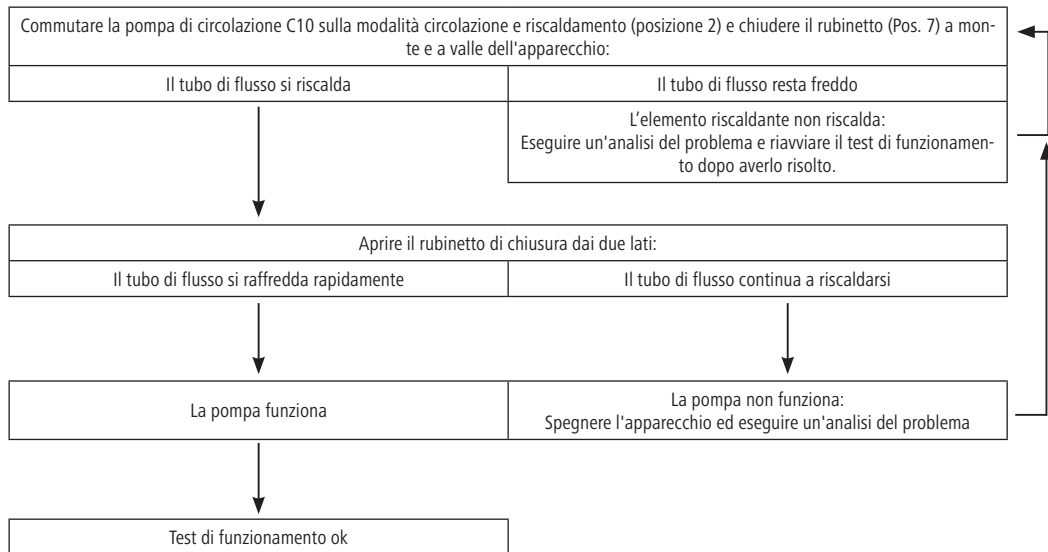 Commutare la pompa di circolazione C10 sulla modalità circolazione e riscaldamento (posizione 2) e chiudere il rubinetto (Pos. 7) a mon-
te e a valle dell'apparecchio:
Il tubo di flusso si riscalda
Il tubo di flusso resta freddo
L'elemento riscaldante non riscalda:
Eseguire un'analisi del problema e riavviare il test di funzionamen-
to dopo averlo risolto.
Aprire il rubinetto di chiusura dai due lati:
Il tubo di flusso si raffredda rapidamente
Il tubo di flusso continua a riscaldarsi
La pompa funziona
La pompa non funziona:
Spegnere l'apparecchio ed eseguire un'analisi del problema
Test di funzionamento ok